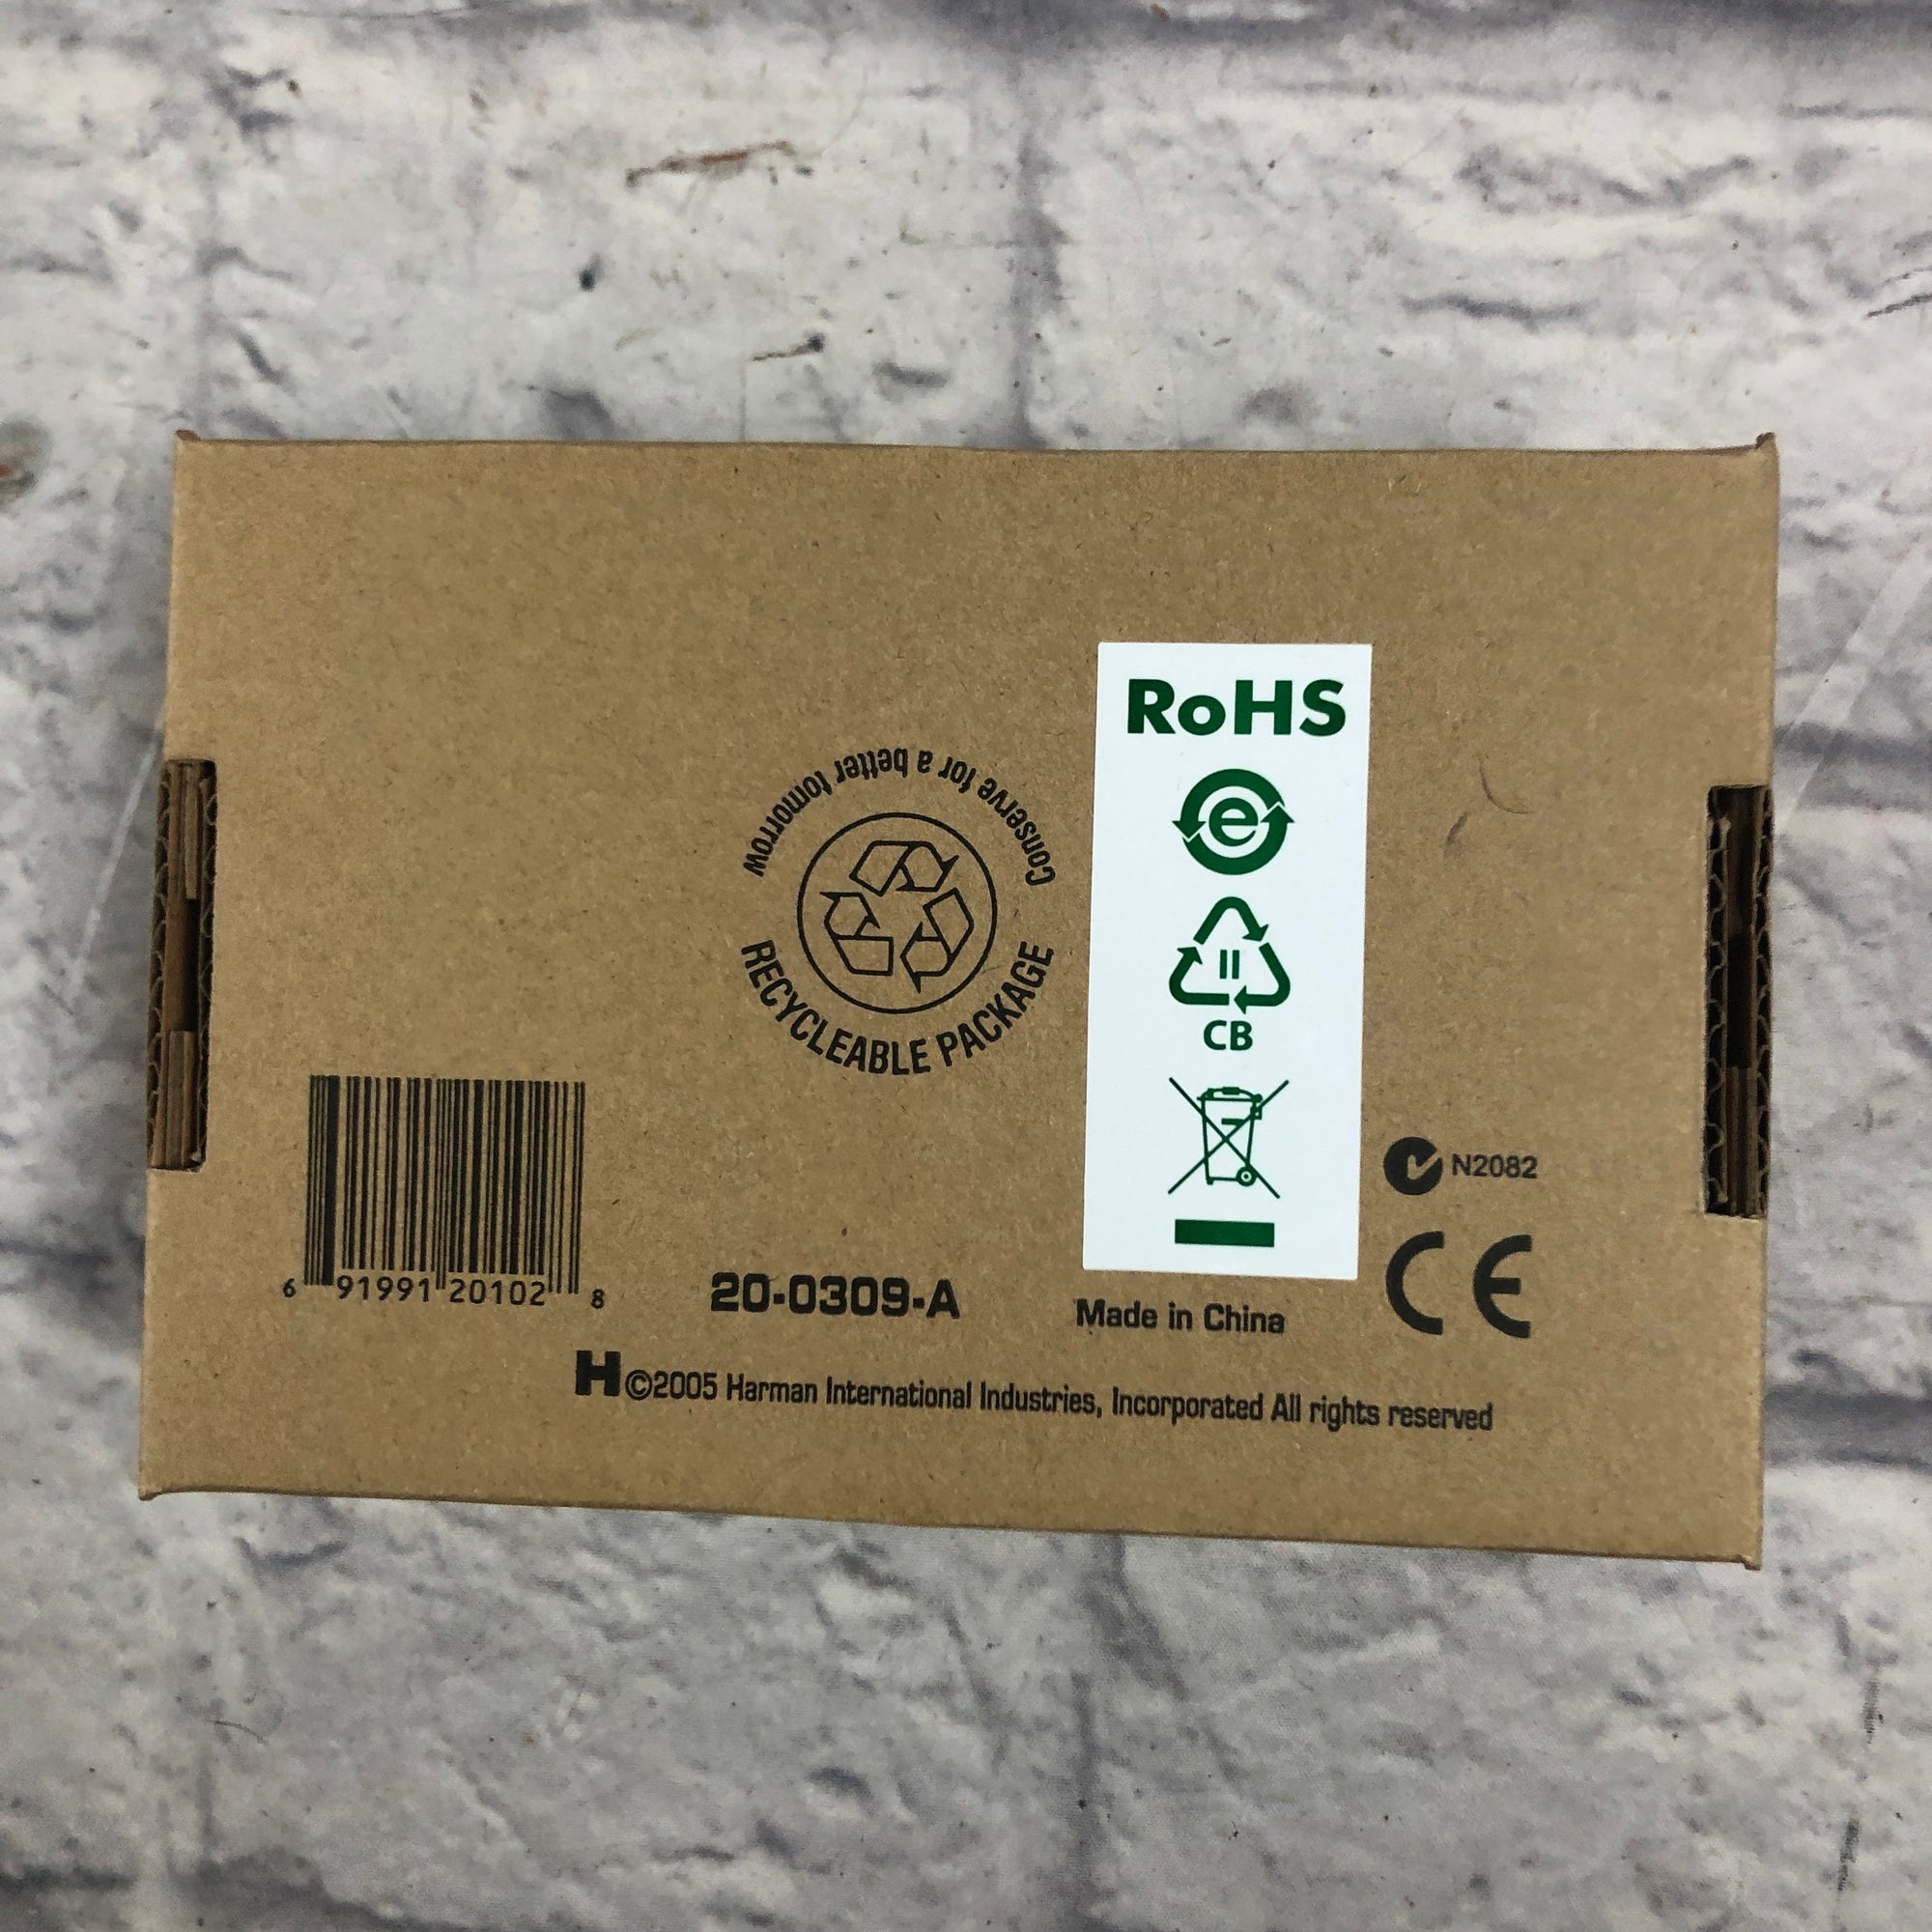 RoHS
e
Conserve for a better tomorrow
RECYCLEABLE PACKAGE
II
CB
N2082
CE
6 91991 20102 8
20-0309-A
Made in China
H ©2005 Harman International Industries, Incorporated All rights reserved